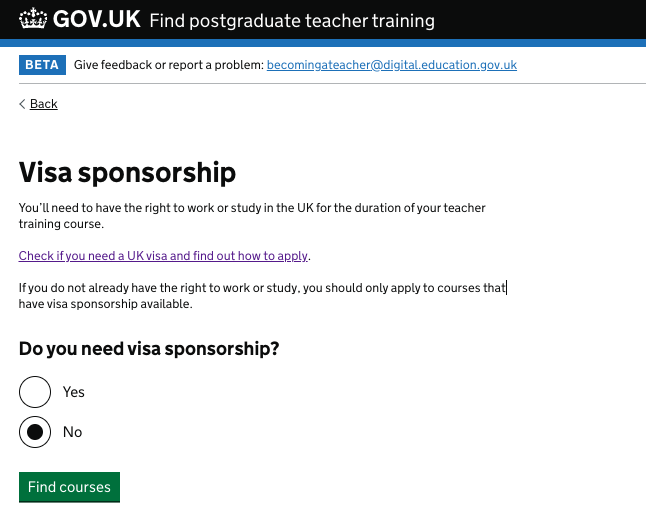 GOV.UK Find postgraduate teacher training
BETA Give feedback or report a problem: becomingateacher@digital.education.gov.uk
Back
Visa sponsorship
You’ll need to have the right to work or study in the UK for the duration of your teacher
training course.
Check if you need a UK visa and find out how to apply.
If you do not already have the right to work or study, you should only apply to courses that
have visa sponsorship available.
Do you need visa sponsorship?
Yes
No
Find courses